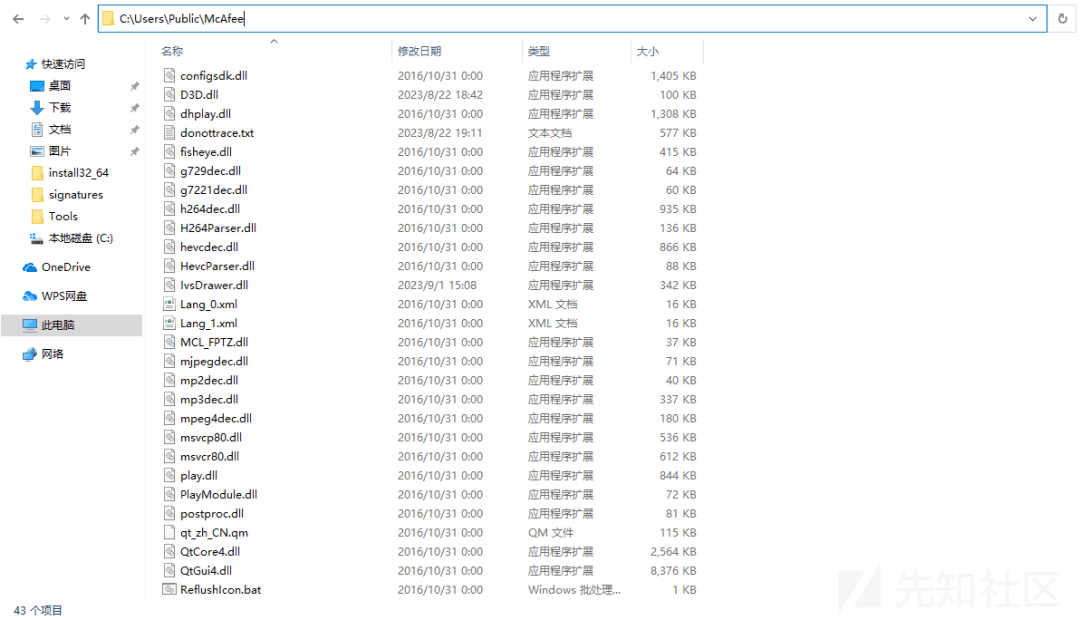 C:\Users\Public\McAfee
名称 修改日期 类型 大小
快速访问
桌面
下载
文档
图片
install32_64
signatures
Tools
本地磁盘 (C:)
OneDrive
WPS网盘
此电脑
网络
configsdk.dll 2016/10/31 0:00 应用程序扩展 1,405 KB
D3D.dll 2023/8/22 18:42 应用程序扩展 100 KB
dhplay.dll 2016/10/31 0:00 应用程序扩展 1,308 KB
donottrace.txt 2023/8/22 19:11 文本文档 577 KB
fisheye.dll 2016/10/31 0:00 应用程序扩展 415 KB
g729dec.dll 2016/10/31 0:00 应用程序扩展 64 KB
g7221dec.dll 2016/10/31 0:00 应用程序扩展 60 KB
h264dec.dll 2016/10/31 0:00 应用程序扩展 935 KB
H264Parser.dll 2016/10/31 0:00 应用程序扩展 136 KB
hevcdec.dll 2016/10/31 0:00 应用程序扩展 866 KB
HevcParser.dll 2016/10/31 0:00 应用程序扩展 88 KB
IvsDrawer.dll 2023/9/1 15:08 应用程序扩展 342 KB
Lang_0.xml 2016/10/31 0:00 XML 文档 16 KB
Lang_1.xml 2016/10/31 0:00 XML 文档 16 KB
MCL_FPTZ.dll 2016/10/31 0:00 应用程序扩展 37 KB
mjpegdec.dll 2016/10/31 0:00 应用程序扩展 71 KB
mp2dec.dll 2016/10/31 0:00 应用程序扩展 40 KB
mp3dec.dll 2016/10/31 0:00 应用程序扩展 337 KB
mpeg4dec.dll 2016/10/31 0:00 应用程序扩展 180 KB
msvcp80.dll 2016/10/31 0:00 应用程序扩展 536 KB
msvcr80.dll 2016/10/31 0:00 应用程序扩展 612 KB
play.dll 2016/10/31 0:00 应用程序扩展 844 KB
PlayModule.dll 2016/10/31 0:00 应用程序扩展 72 KB
postproc.dll 2016/10/31 0:00 应用程序扩展 81 KB
qt_zh_CN.qm 2016/10/31 0:00 QM 文件 115 KB
QtCore4.dll 2016/10/31 0:00 应用程序扩展 2,564 KB
QtGui4.dll 2016/10/31 0:00 应用程序扩展 8,376 KB
ReflushIcon.bat 2016/10/31 0:00 Windows 批处理... 1 KB
43 个项目
先知社区